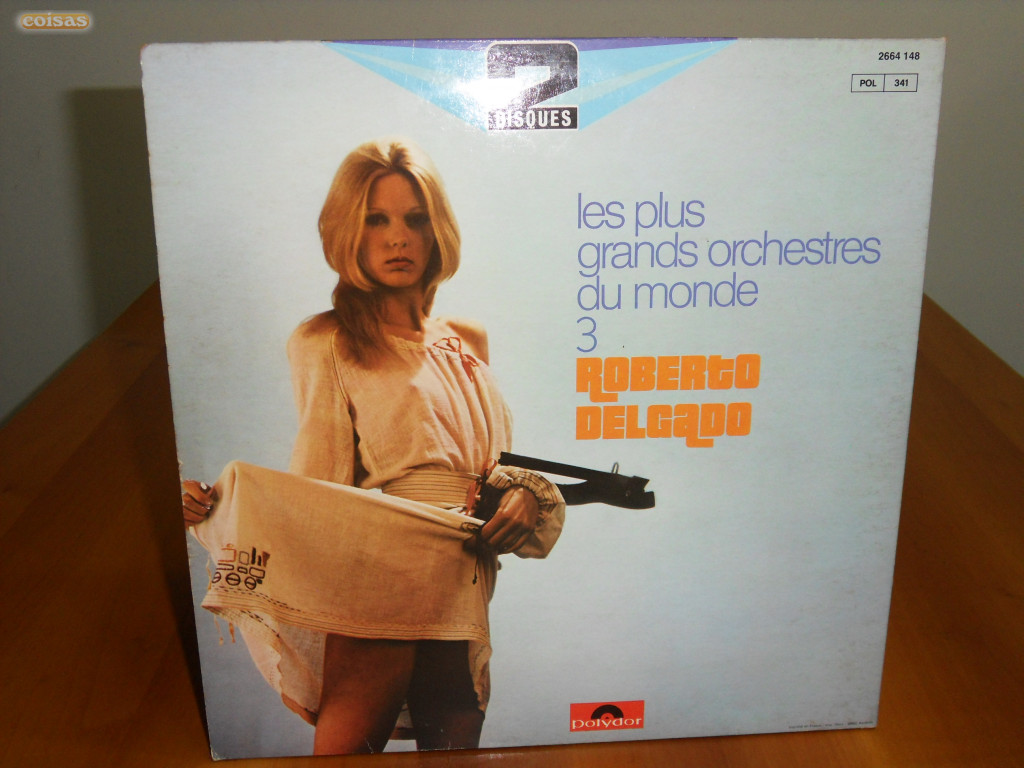 coisas
2
DISQUES
2664 148
POL 341
les plus
grands orchestres
du monde
3
ROBERTO
DELGADO
polydor